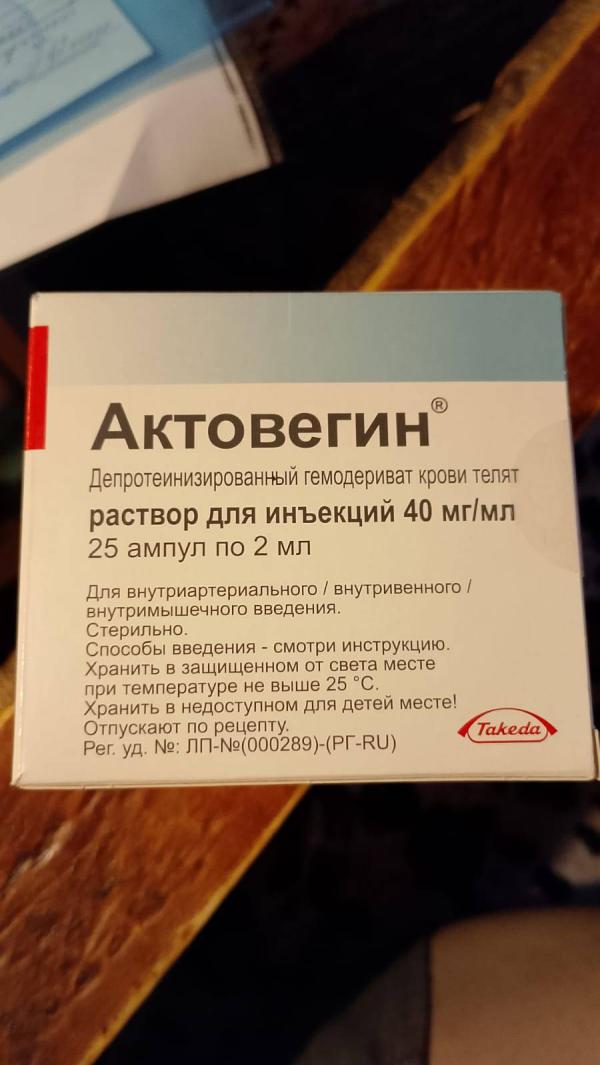 Актовегин®
Депротеинизированный гемодериват крови телят
раствор для инъекций 40 мг/мл
25 ампул по 2 мл
Для внутриартериального / внутривенного /
внутримышечного введения.
Стерильно.
Способы введения - смотри инструкцию.
Хранить в защищенном от света месте
при температуре не выше 25 °C.
Хранить в недоступном для детей месте!
Отпускают по рецепту.
Рег. уд. №: ЛП-№(000289)-(РГ-RU)
Takeda